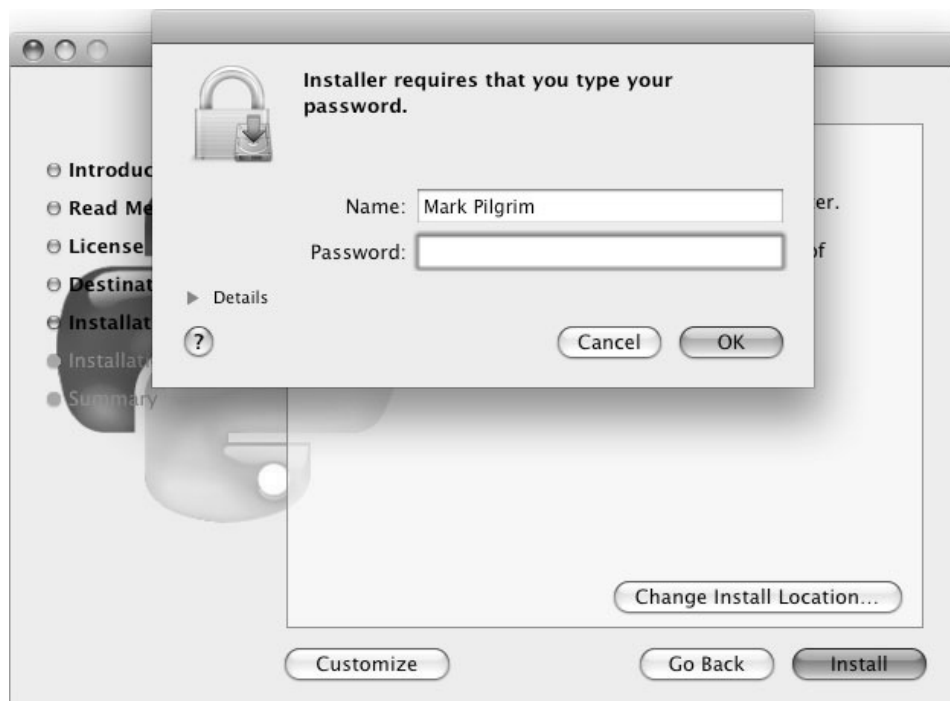 Installer requires that you type your
password.
Name: Mark Pilgrim
Password:
Details
?
Cancel OK
Introduc
Read Me
License
Destinat
Installat
Installati
Summary
er.
of
Change Install Location...
Customize Go Back Install